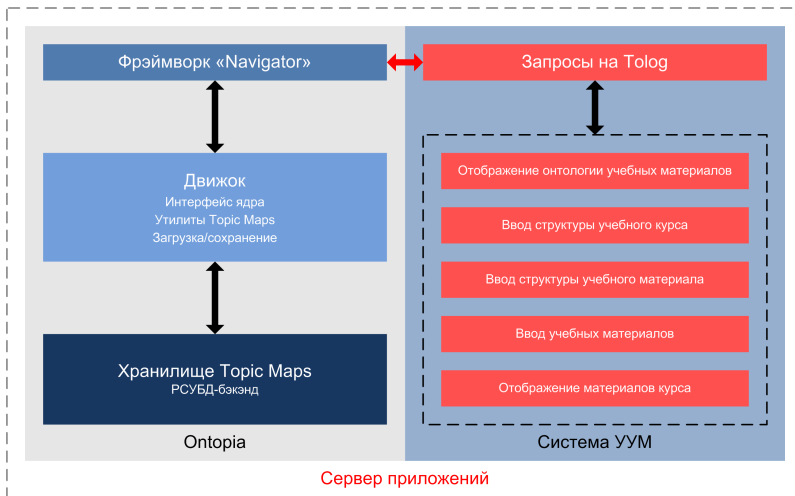 Фрэймворк «Navigator»
Запросы на Tolog
Движок
Интерфейс ядра
Утилиты Topic Maps
Загрузка/сохранение
Хранилище Topic Maps
РСУБД-бэкэнд
Ontopia
Отображение онтологии учебных материалов
Ввод структуры учебного курса
Ввод структуры учебного материала
Ввод учебных материалов
Отображение материалов курса
Система УУМ
Сервер приложений